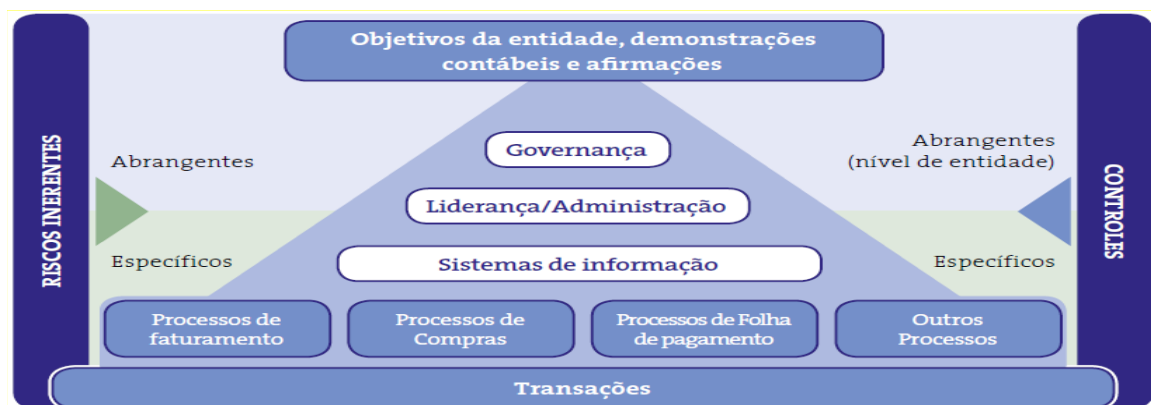 Objetivos da entidade, demonstrações
contábeis e afirmações
RISCOS INERENTES
Abrangentes
Governança
Abrangentes
(nível de entidade)
CONTROLES
Liderança/Administração
Específicos
Sistemas de informação
Específicos
Processos de
faturamento
Processos de
Compras
Processos de Folha
de pagamento
Outros
Processos
Transações